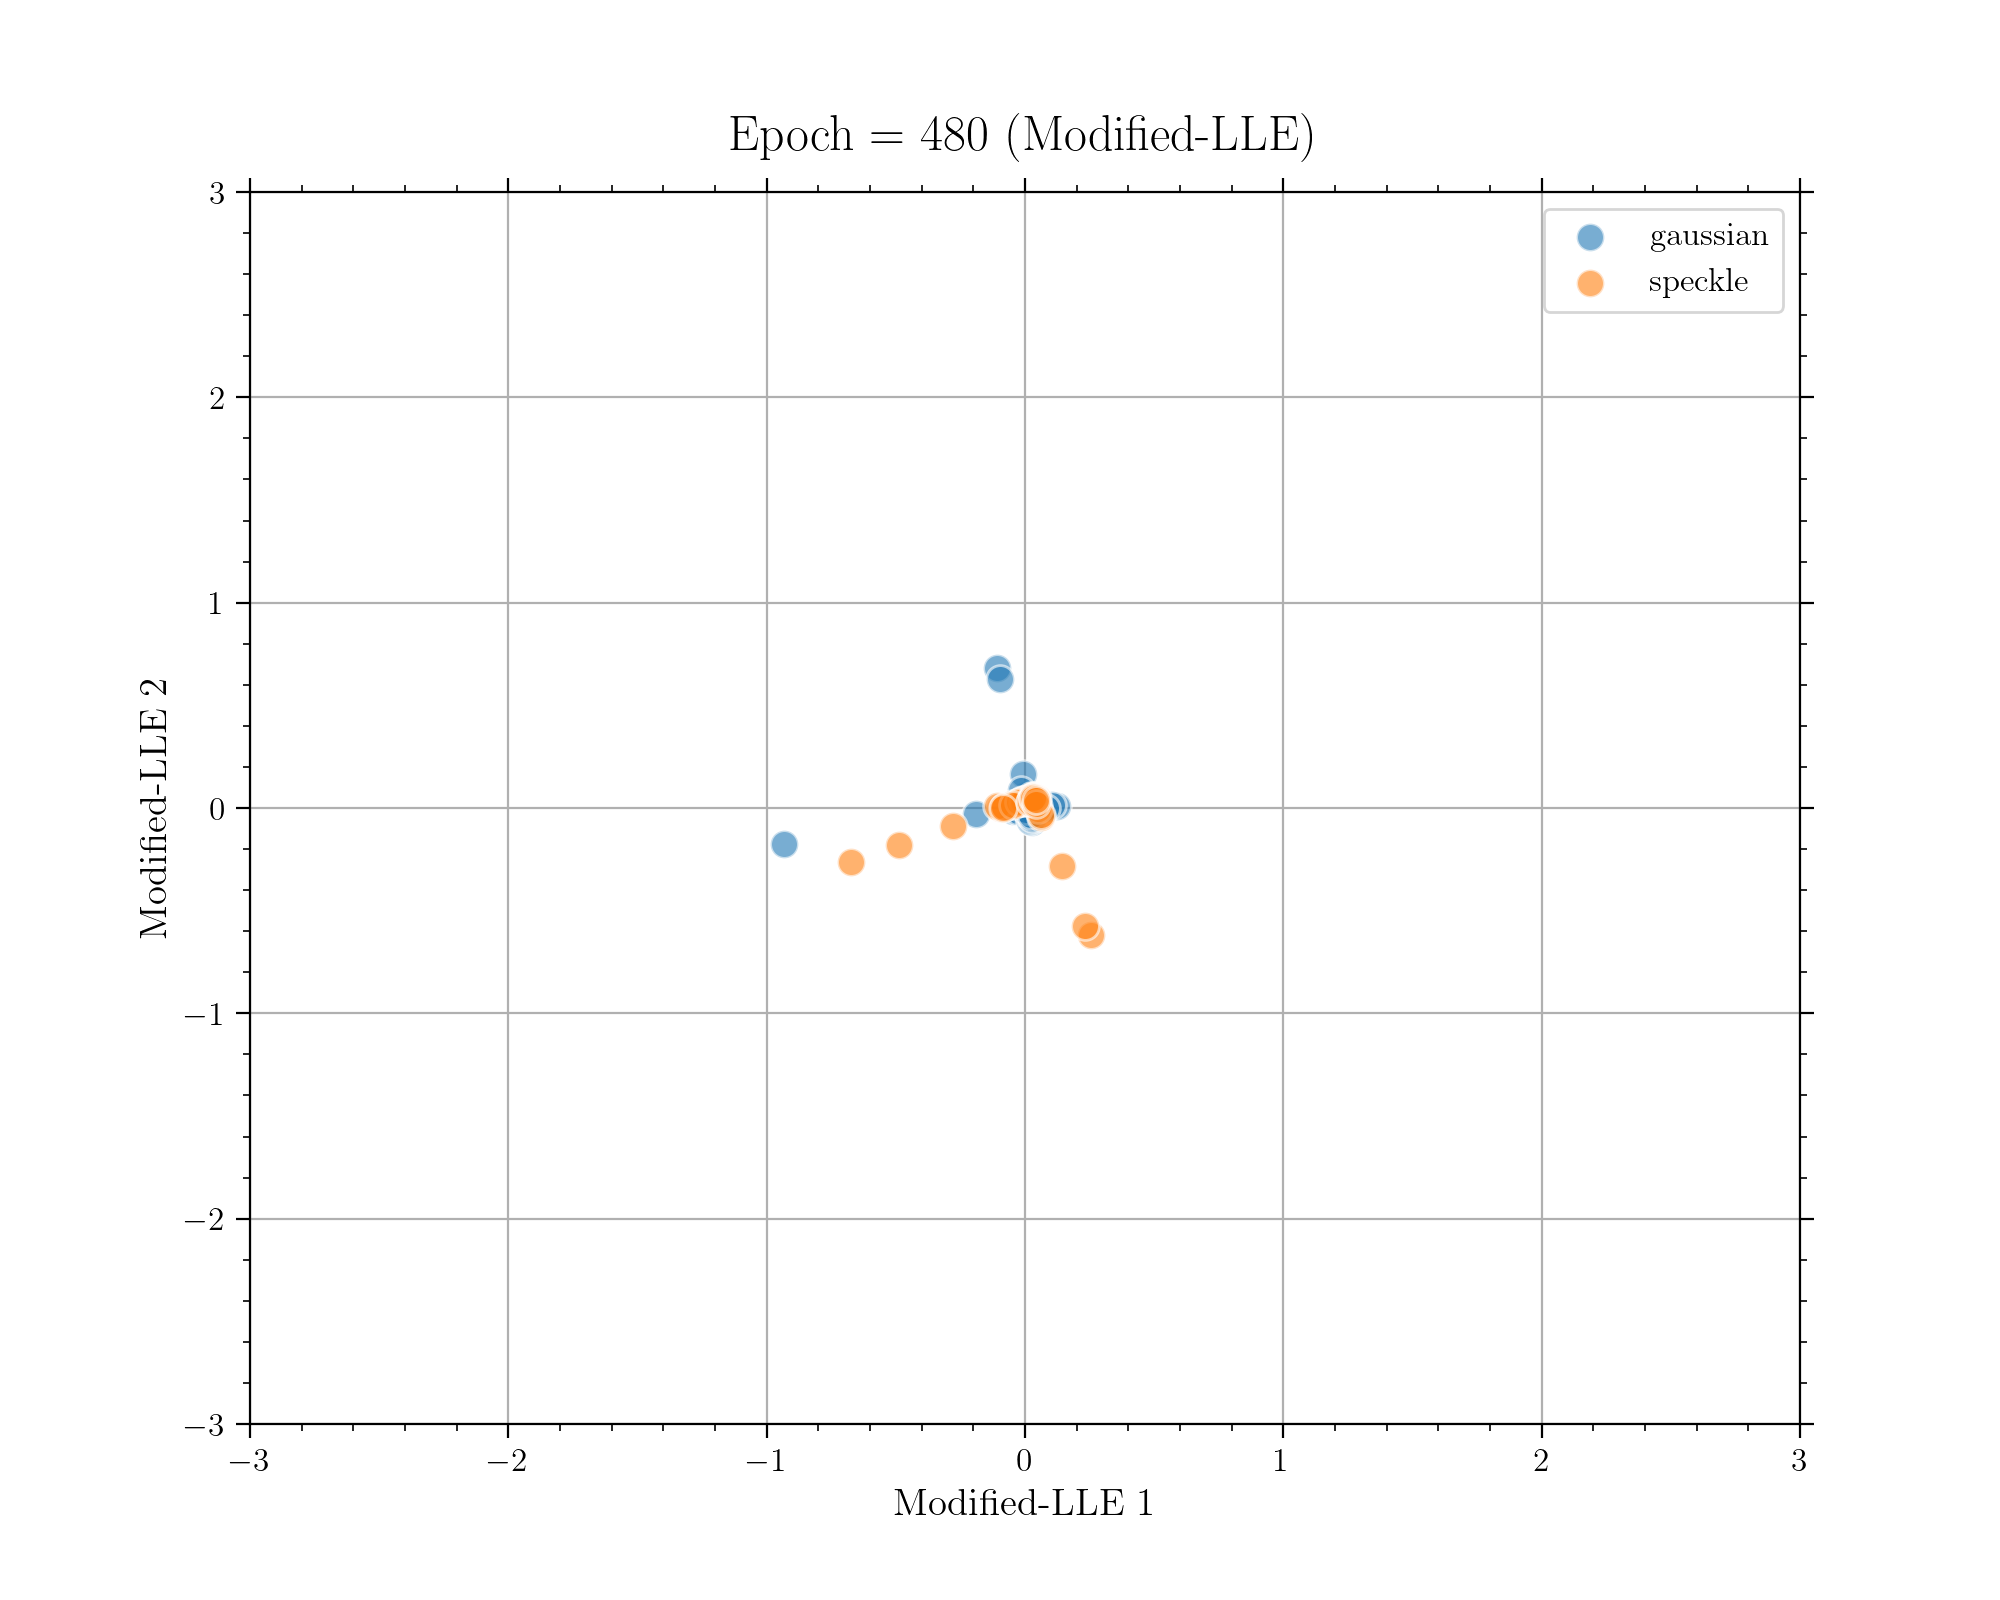 Epoch = 480 (Modified-LLE)
gaussian
speckle
3
2
1
0
−1
−2
−3
Modified-LLE 2
−3
−2
−1
0
1
2
3
Modified-LLE 1